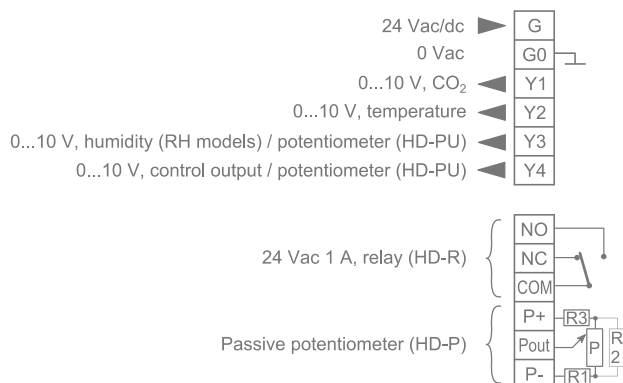 24 Vac/dc G
0 Vac G0
0...10 V, CO₂ Y1
0...10 V, temperature Y2
0...10 V, humidity (RH models) / potentiometer (HD-PU) Y3
0...10 V, control output / potentiometer (HD-PU) Y4
NO
24 Vac 1 A, relay (HD-R) NC
COM
P+ R3
Passive potentiometer (HD-P) Pout P R2
P- R1